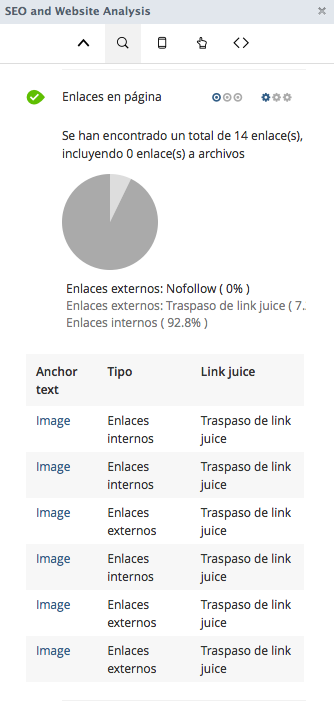 SEO and Website Analysis
Enlaces en página
Se han encontrado un total de 14 enlace(s),
incluyendo 0 enlace(s) a archivos
Enlaces externos: Nofollow ( 0% )
Enlaces externos: Traspaso de link juice ( 7..
Enlaces internos ( 92.8% )
Anchor text Tipo Link juice
Image Enlaces internos Traspaso de link juice
Image Enlaces internos Traspaso de link juice
Image Enlaces externos Traspaso de link juice
Image Enlaces internos Traspaso de link juice
Image Enlaces externos Traspaso de link juice
Image Enlaces externos Traspaso de link juice